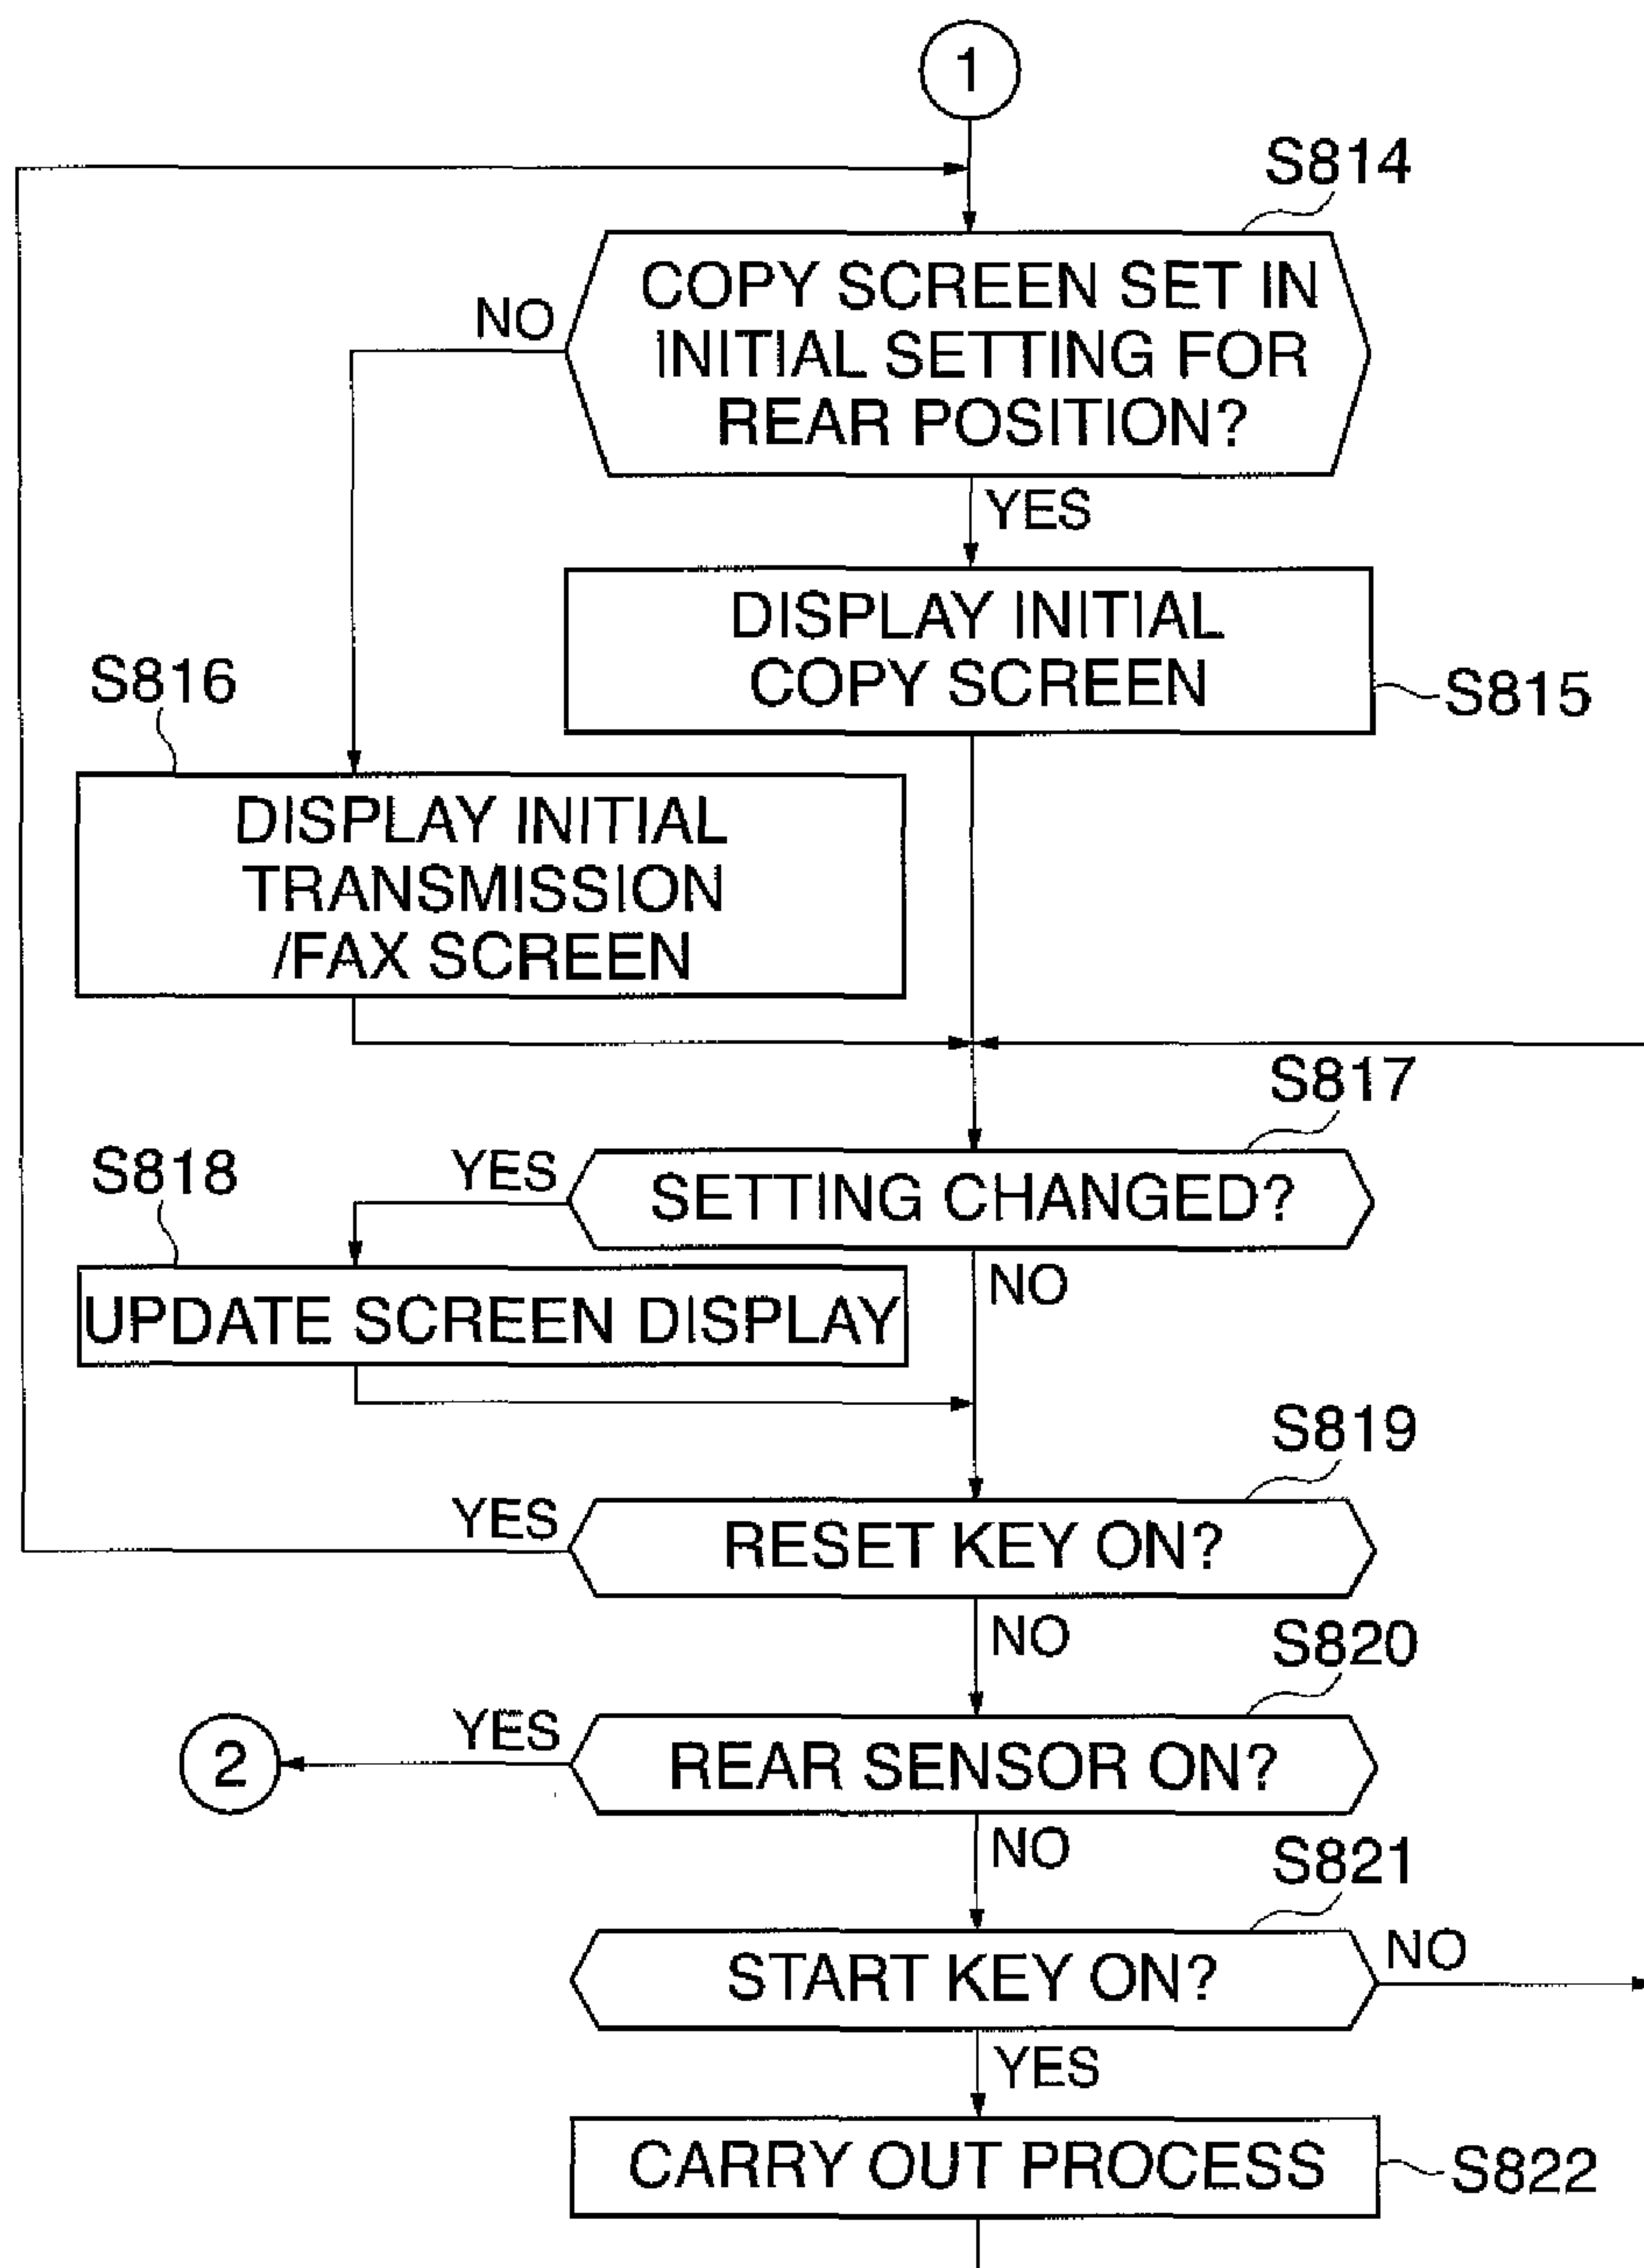 1
S814
COPY SCREEN SET IN
INITIAL SETTING FOR
REAR POSITION?
NO
YES
DISPLAY INITIAL
COPY SCREEN
S815
S816
DISPLAY INITIAL
TRANSMISSION
/FAX SCREEN
S817
SETTING CHANGED?
YES
NO
S818
UPDATE SCREEN DISPLAY
S819
RESET KEY ON?
YES
NO
S820
REAR SENSOR ON?
YES
2
NO
S821
START KEY ON?
NO
YES
CARRY OUT PROCESS
S822